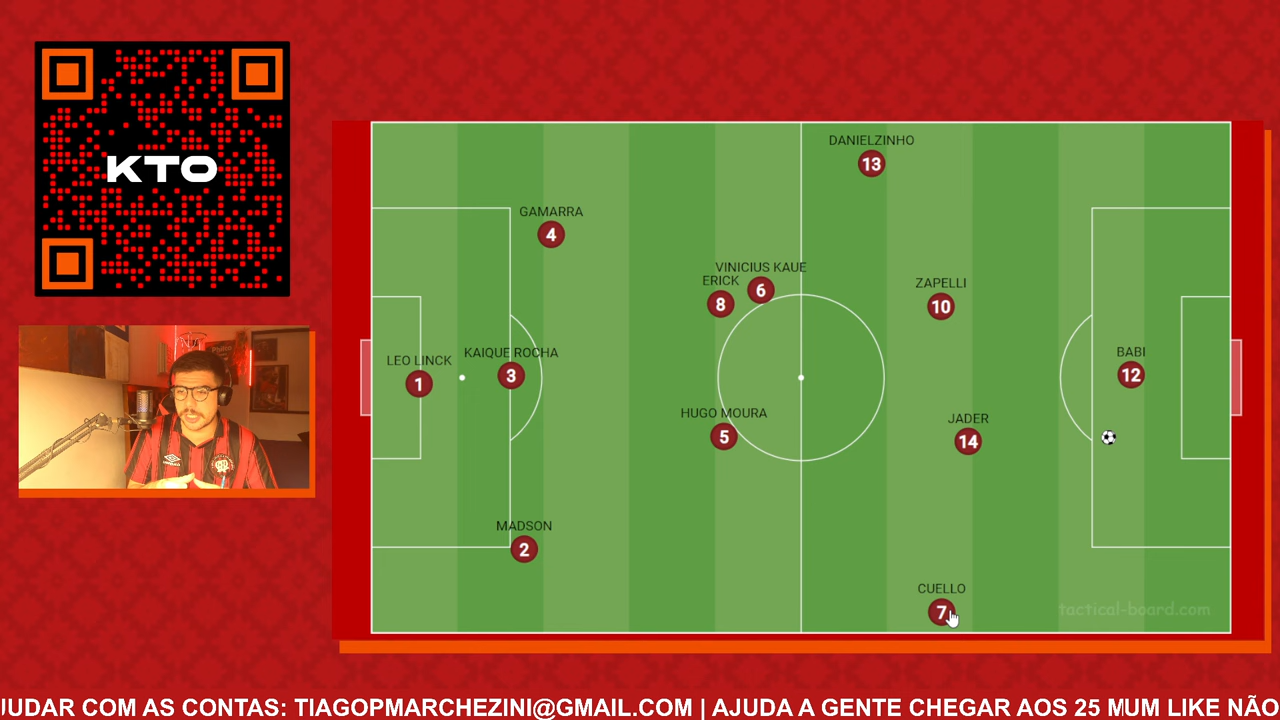 KTO
DANIELZINHO
13
GAMARRA
4
VINICIUS KAUE
6
ERICK
8
ZAPELLI
10
LEO LINCK
1
KAIQUE ROCHA
3
BABI
12
HUGO MOURA
5
JADER
14
MADSON
2
CUELLO
7
tactical-board.com
JUDAR COM AS CONTAS: TIAGOPMARCHEZINI@GMAIL.COM | AJUDA A GENTE CHEGAR AOS 25 MUM LIKE NÃO